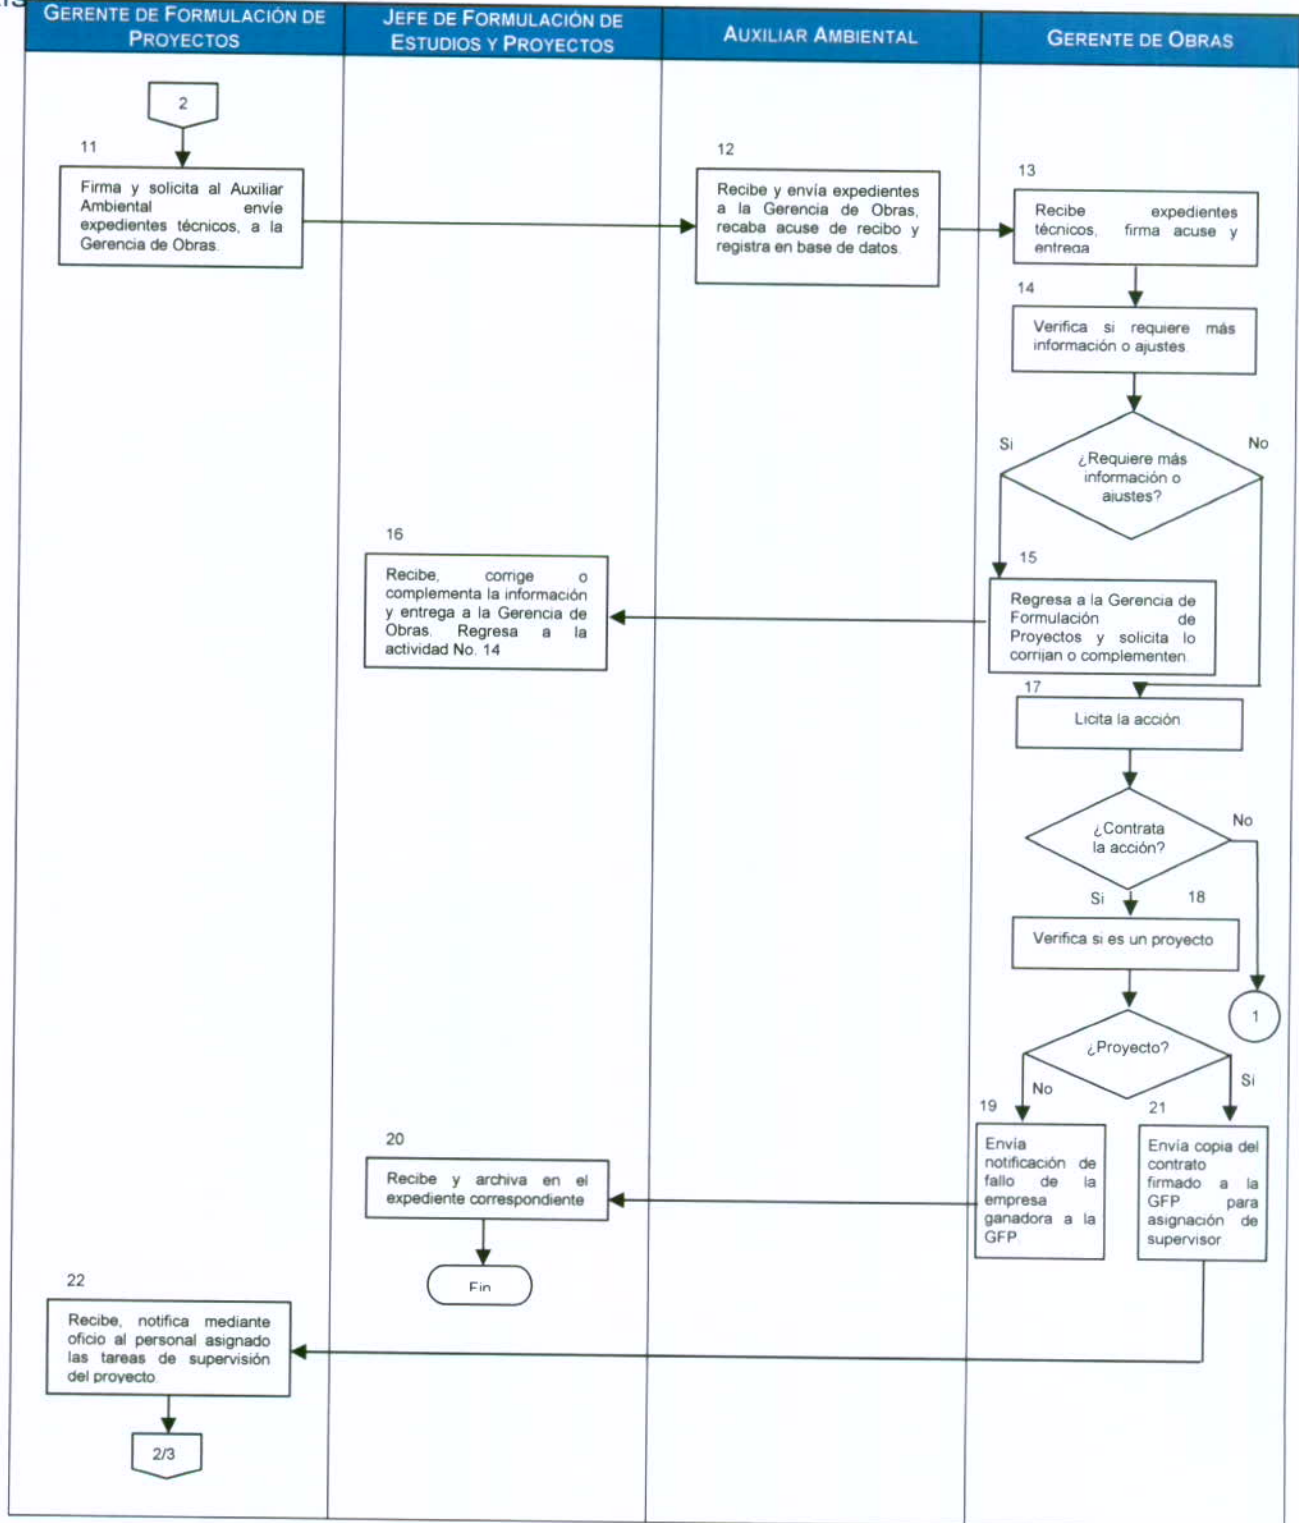 GERENTE DE FORMULACIÓN DE
PROYECTOS
JEFE DE FORMULACIÓN DE
ESTUDIOS Y PROYECTOS
AUXILIAR AMBIENTAL
GERENTE DE OBRAS
2
11
Firma y solicita al Auxiliar
Ambiental envíe
expedientes técnicos, a la
Gerencia de Obras.
12
Recibe y envía expedientes
a la Gerencia de Obras,
recaba acuse de recibo y
registra en base de datos.
13
Recibe expedientes
técnicos, firma acuse y
entrega
14
Verifica si requiere más
información o ajustes
Si
¿Requiere más
información o
ajustes?
No
16
Recibe, corrige o
complementa la información
y entrega a la Gerencia de
Obras. Regresa a la
actividad No. 14
15
Regresa a la Gerencia de
Formulación de
Proyectos y solicita lo
corrijan o complementen
17
Licita la acción
¿Contrata
la acción?
No
Si
18
Verifica si es un proyecto
1
¿Proyecto?
No
Sí
19
Envía
notificación de
fallo de la
empresa
ganadora a la
GFP.
21
Envía copia del
contrato
firmado a la
GFP para
asignación de
supervisor
20
Recibe y archiva en el
expediente correspondiente
Fin
22
Recibe, notifica mediante
oficio al personal asignado
las tareas de supervisión
del proyecto.
2/3